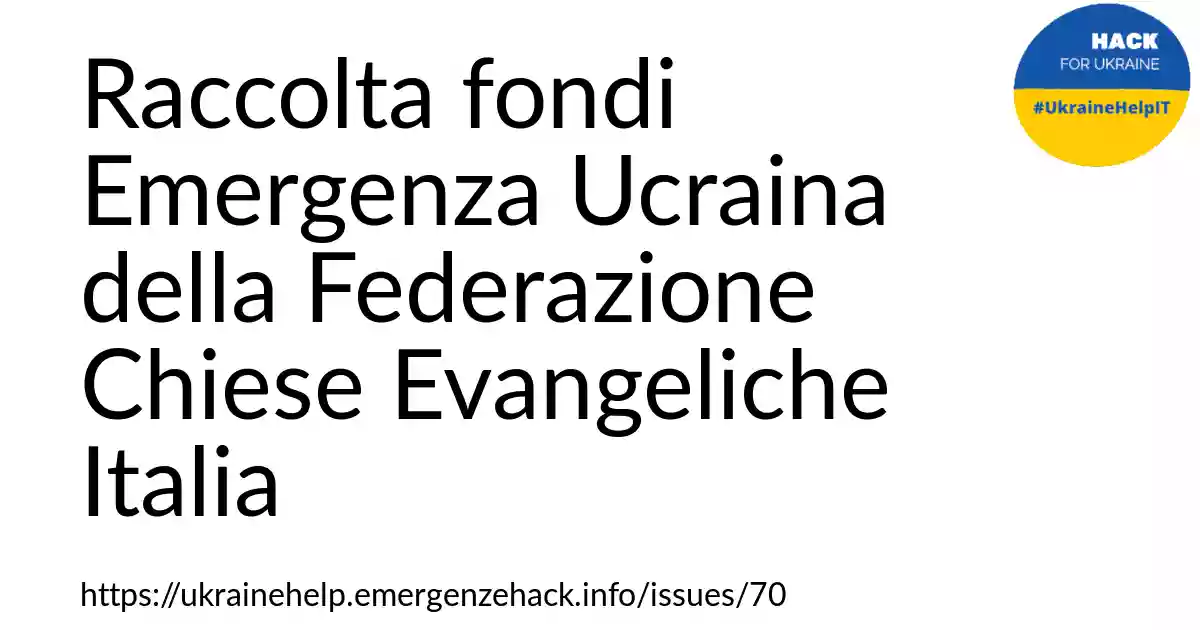 HACK
FOR UKRAINE
#UkraineHelpIT
Raccolta fondi
Emergenza Ucraina
della Federazione
Chiese Evangeliche
Italia
https://ukrainehelp.emergenzehack.info/issues/70